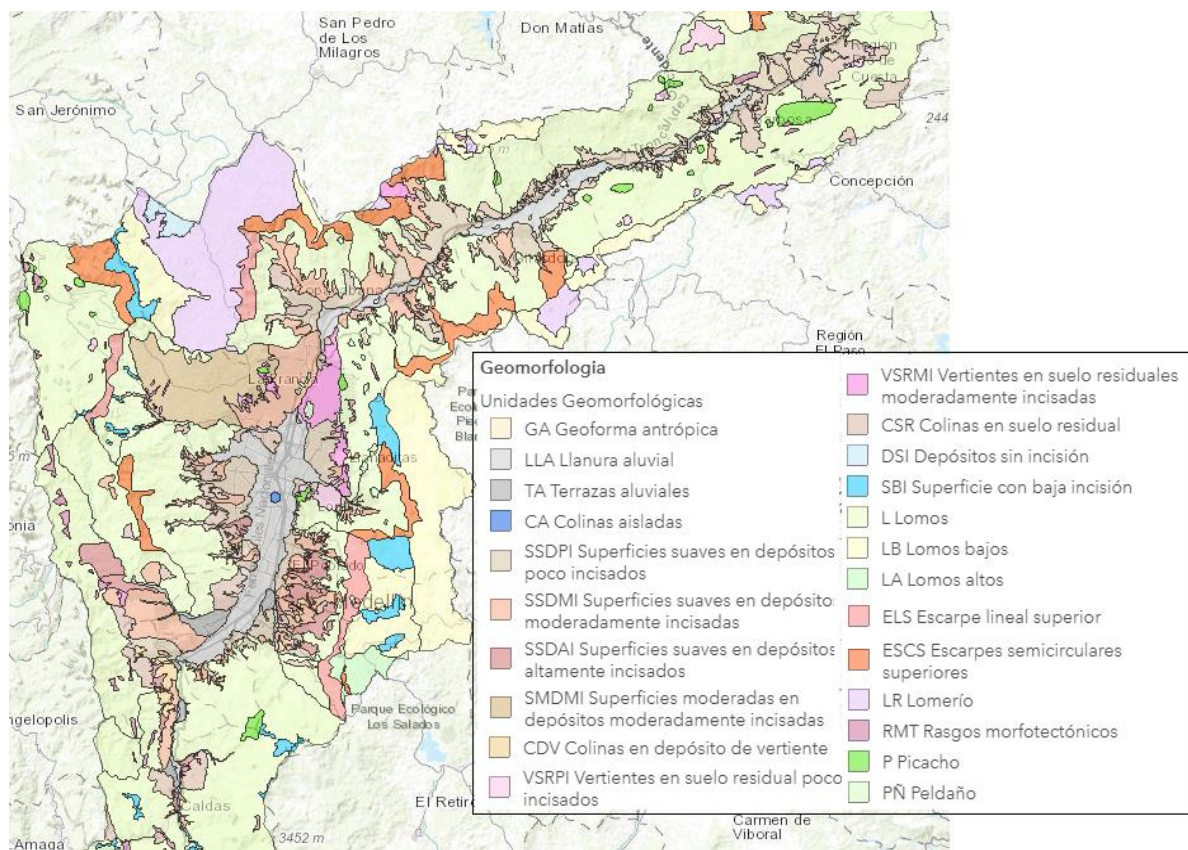 San Pedro
de Los
Milagros
Don Matías
San Jerónimo
Región
de Cuesta
244
Concepción
Región
El Paso
Caldas
3452 m
Amaga
Parque Ecológico
Los Salados
El Retiro
Carmen de
Viboral
Geomorfologia
Unidades Geomorfológicas
GA Geoforma antrópica
LLA Llanura aluvial
TA Terrazas aluviales
CA Colinas aisladas
SSDPI Superficies suaves en depósitos
poco incisados
SSDMI Superficies suaves en depósitos
moderadamente incisadas
SSDAI Superficies suaves en depósitos
altamente incisados
SMDMI Superficies moderadas en
depósitos moderadamente incisadas
CDV Colinas en depósito de vertiente
VSRPI Vertientes en suelo residual poco
incisados
VSRMI Vertientes en suelo residuales
moderadamente incisadas
CSR Colinas en suelo residual
DSI Depósitos sin incisión
SBI Superficie con baja incisión
L Lomos
LB Lomos bajos
LA Lomos altos
ELS Escarpe lineal superior
ESCS Escarpes semicirculares
superiores
LR Lomerío
RMT Rasgos morfotectónicos
P Picacho
PÑ Peldaño